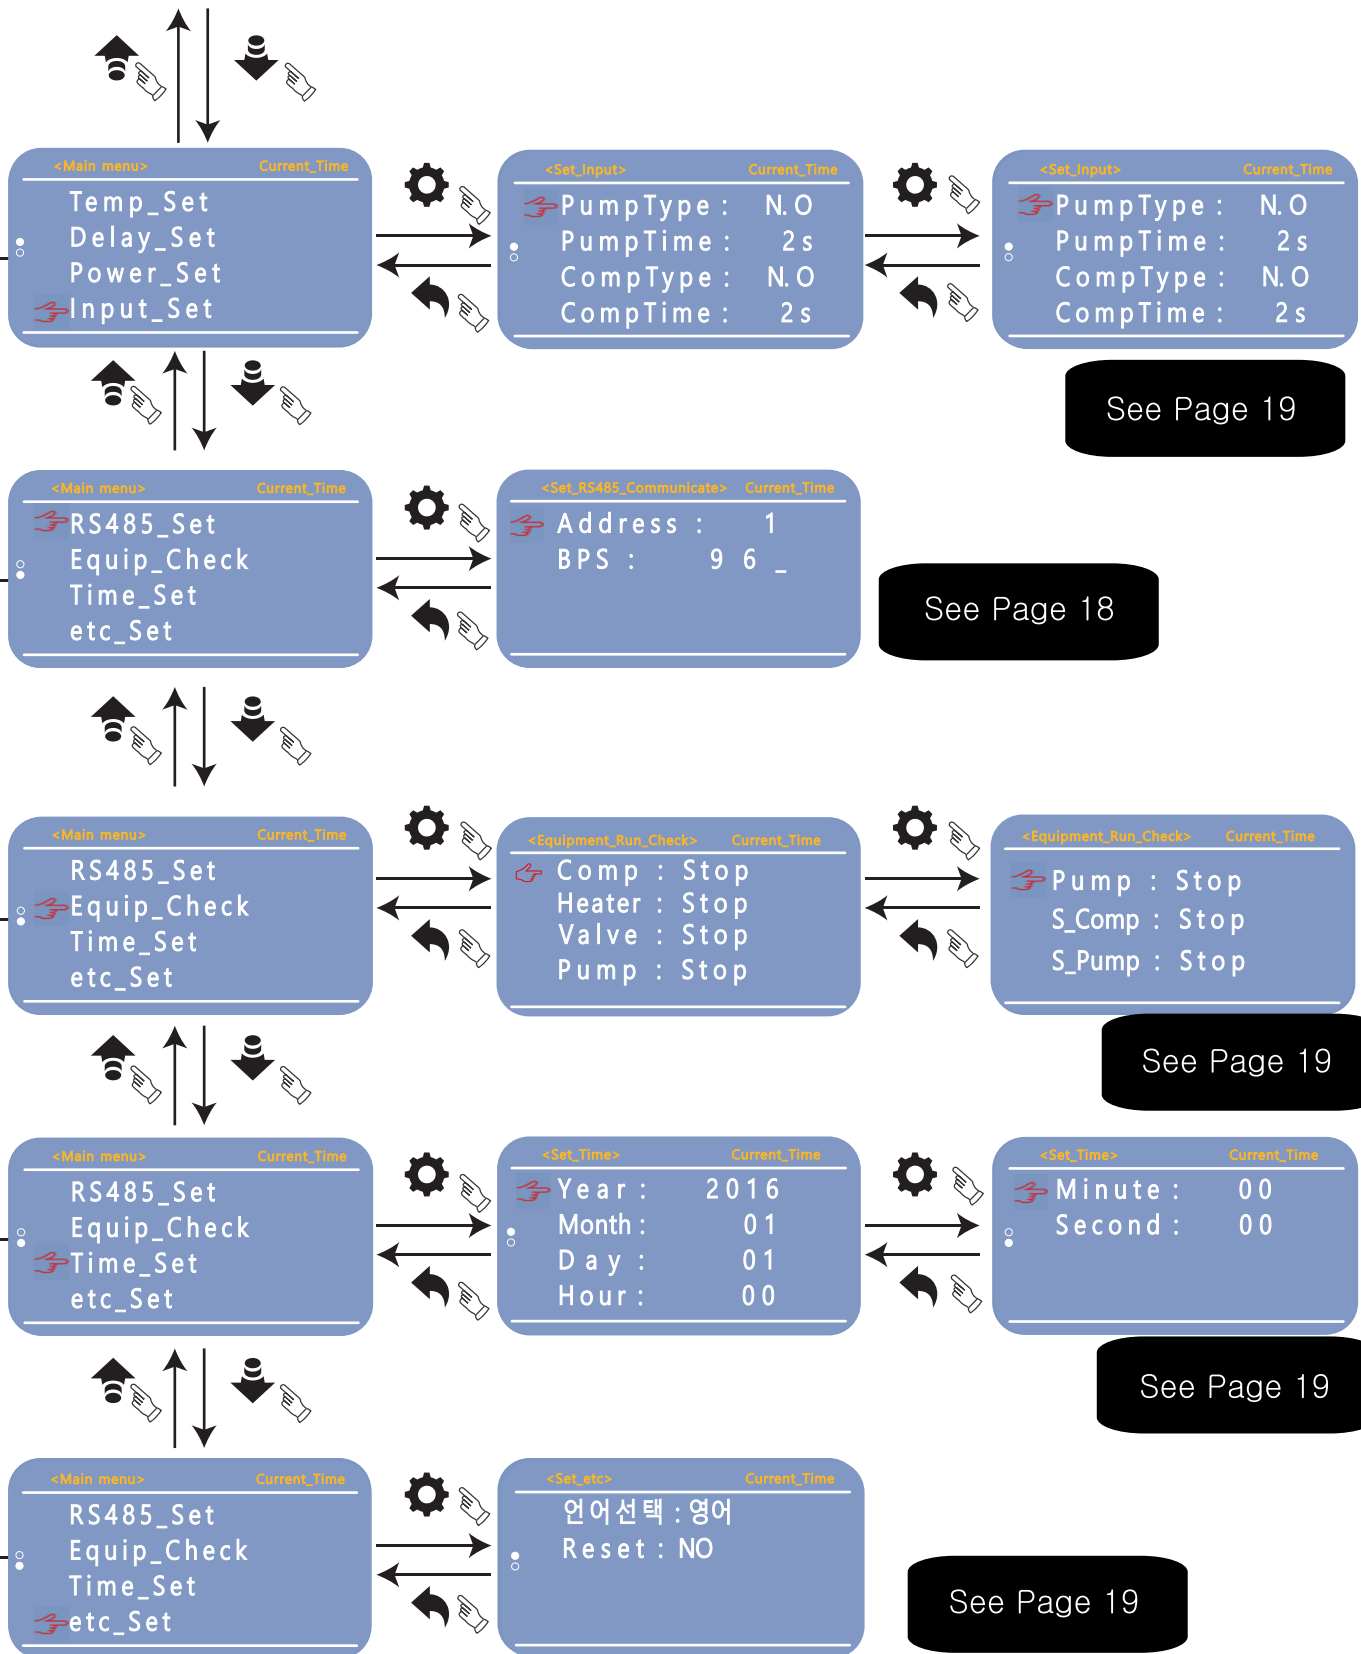 <Main menu> Current_Time
Temp_Set
Delay_Set
Power_Set
Input_Set
<Set_Input> Current_Time
PumpType : N.O
PumpTime : 2s
CompType : N.O
CompTime : 2s
<Set_Input> Current_Time
PumpType : N.O
PumpTime : 2s
CompType : N.O
CompTime : 2s
See Page 19
<Main menu> Current_Time
RS485_Set
Equip_Check
Time_Set
etc_Set
<Set_RS485_Communicate> Current_Time
Address : 1
BPS : 9 6 _
See Page 18
<Main menu> Current_Time
RS485_Set
Equip_Check
Time_Set
etc_Set
<Equipment_Run_Check> Current_Time
Comp : Stop
Heater : Stop
Valve : Stop
Pump : Stop
<Equipment_Run_Check> Current_Time
Pump : Stop
S_Comp : Stop
S_Pump : Stop
See Page 19
<Main menu> Current_Time
RS485_Set
Equip_Check
Time_Set
etc_Set
<Set_Time> Current_Time
Year : 2016
Month : 01
Day : 01
Hour : 00
<Set_Time> Current_Time
Minute : 00
Second : 00
See Page 19
<Main menu> Current_Time
RS485_Set
Equip_Check
Time_Set
etc_Set
<Set_etc> Current_Time
언어선택 : 영어
Reset : NO
See Page 19